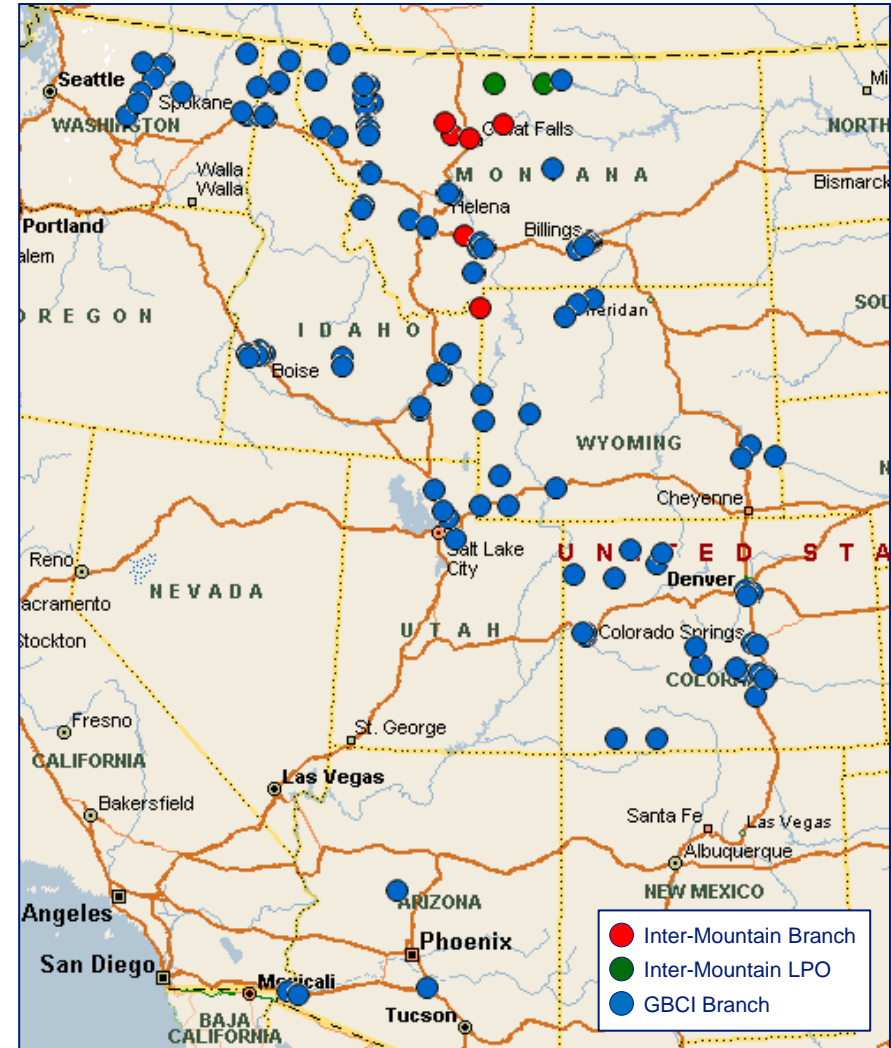 Seattle
Spokane
WASHINGTON
Walla
Walla
Portland
alem
Great Falls
MONTANA
Helena
Billings
Mi
NORTH
Bismarck
OREGON
IDAHO
Boise
SOU
WYOMING
Cheyenne
N
Reno
acramento
Stockton
NEVADA
Salt Lake
City
UTAH
UNITED STA
Denver
Colorado Springs
St. George
Fresno
CALIFORNIA
Las Vegas
Bakersfield
Santa Fe
Las Vegas
Albuquerque
NEW MEXICO
ARIZONA
Angeles
Phoenix
San Diego
BAJA
CALIFORNIA
Tucson
Inter-Mountain Branch
Inter-Mountain LPO
GBCI Branch